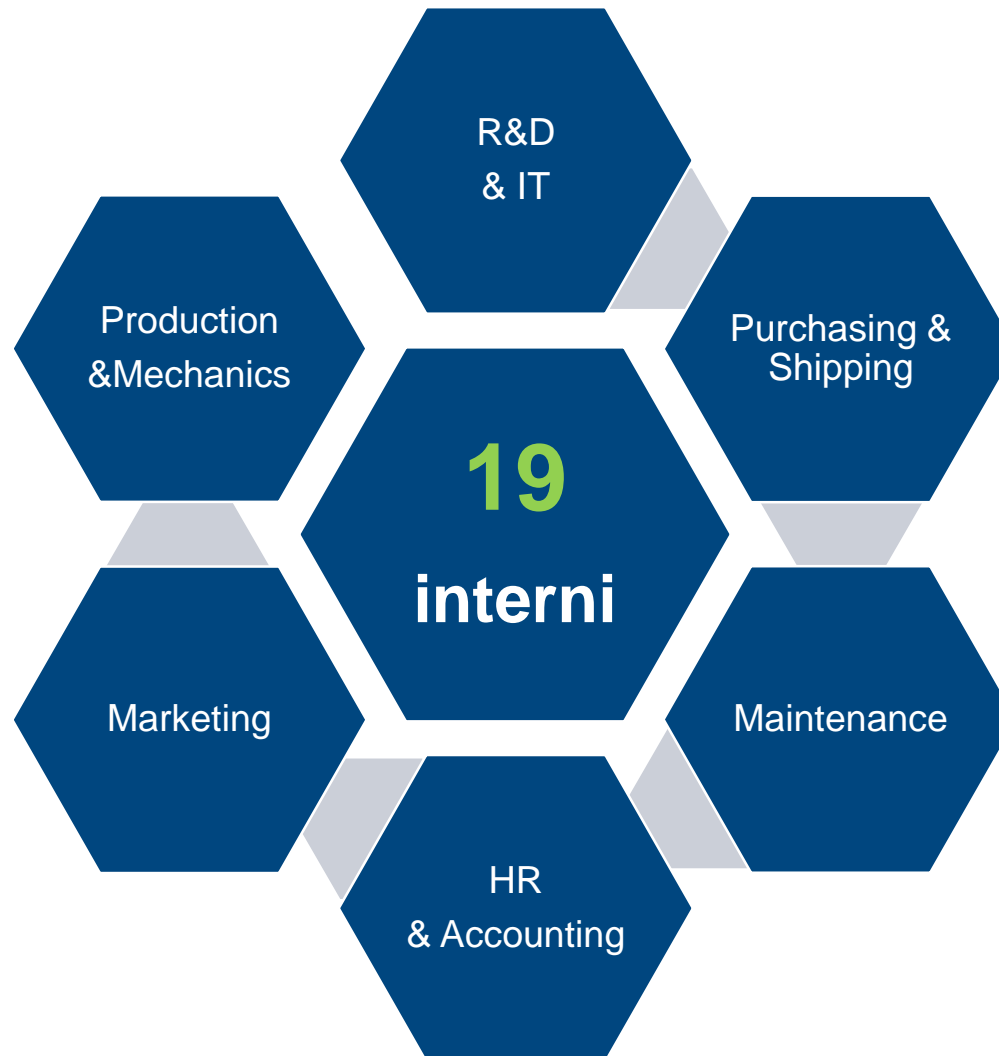 R&D
& IT
Production
&Mechanics
Purchasing &
Shipping
19
interni
Marketing
Maintenance
HR
& Accounting